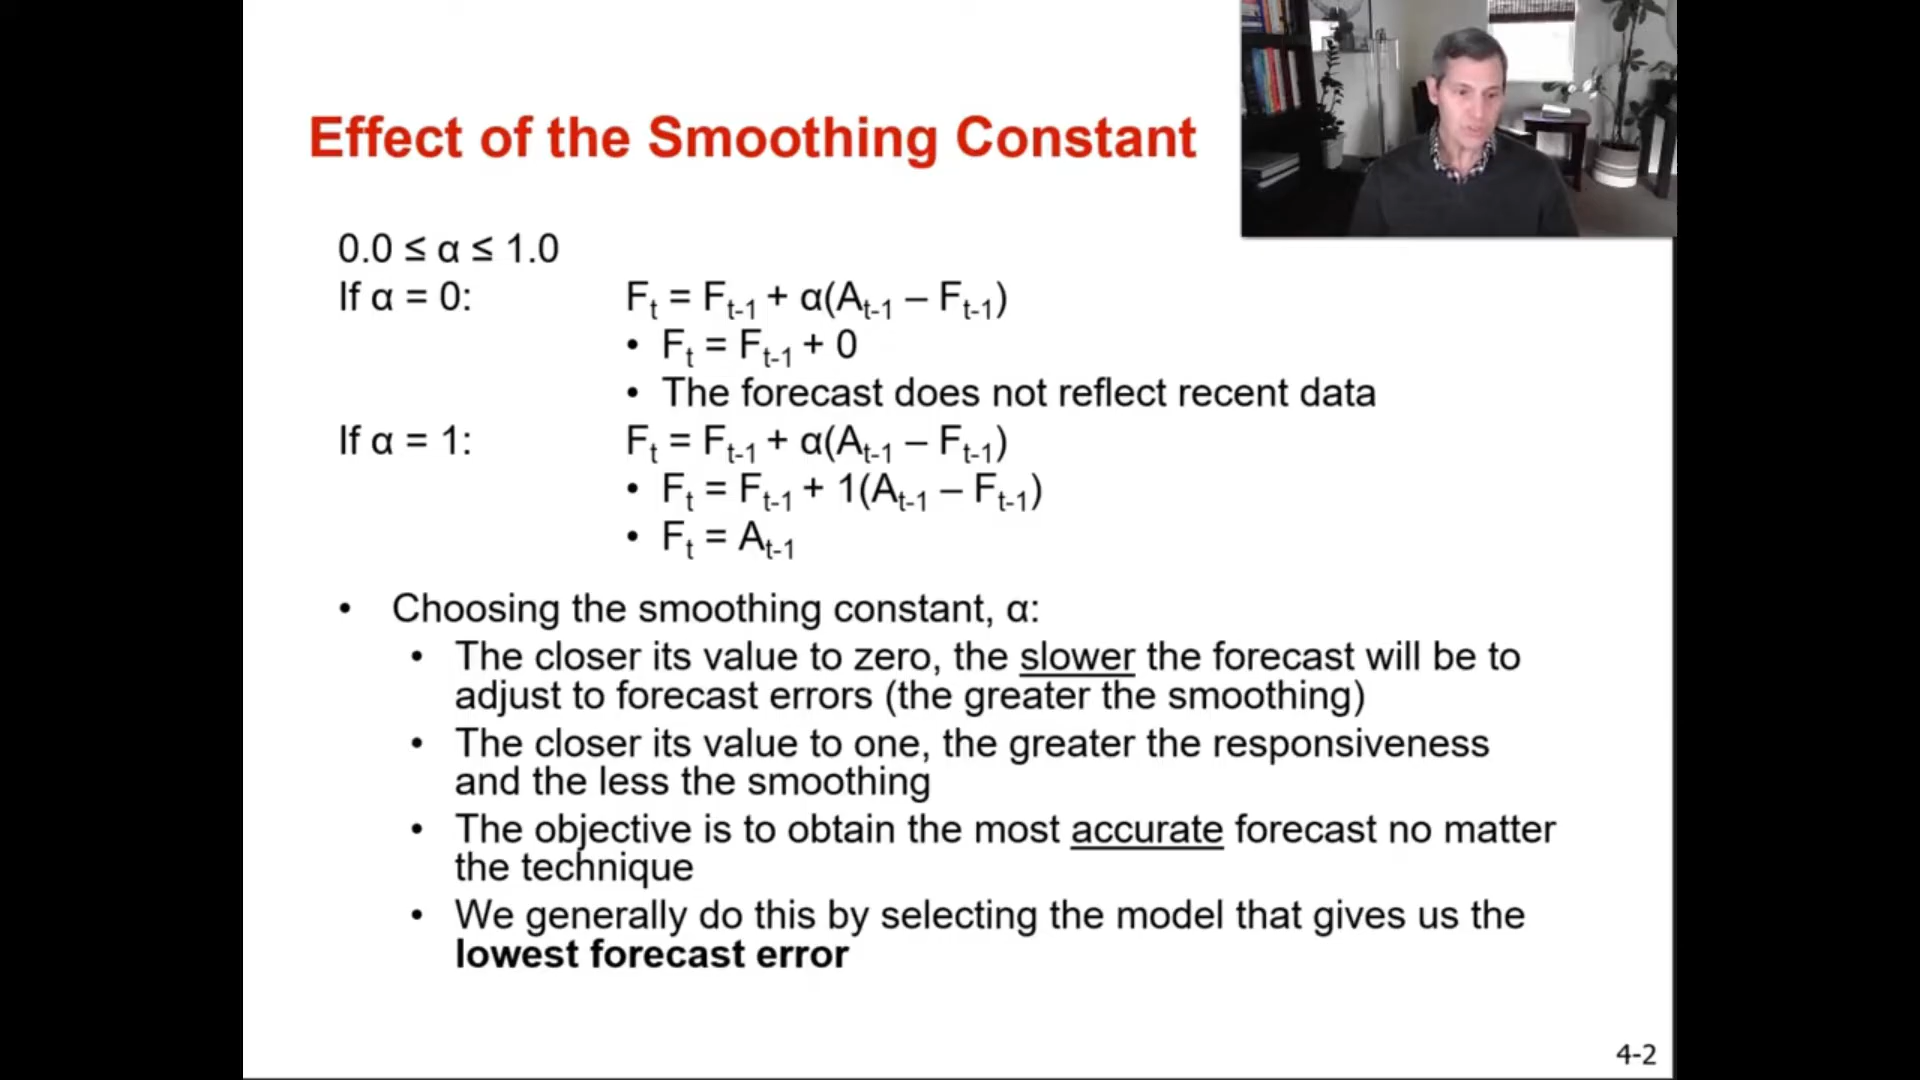 Effect of the Smoothing Constant
0.0 ≤ α ≤ 1.0
If α = 0: Fₜ = Fₜ₋₁ + α(Aₜ₋₁ – Fₜ₋₁)
• Fₜ = Fₜ₋₁ + 0
• The forecast does not reflect recent data
If α = 1: Fₜ = Fₜ₋₁ + α(Aₜ₋₁ – Fₜ₋₁)
• Fₜ = Fₜ₋₁ + 1(Aₜ₋₁ – Fₜ₋₁)
• Fₜ = Aₜ₋₁
• Choosing the smoothing constant, α:
• The closer its value to zero, the slower the forecast will be to
adjust to forecast errors (the greater the smoothing)
• The closer its value to one, the greater the responsiveness
and the less the smoothing
• The objective is to obtain the most accurate forecast no matter
the technique
• We generally do this by selecting the model that gives us the
lowest forecast error
4-2